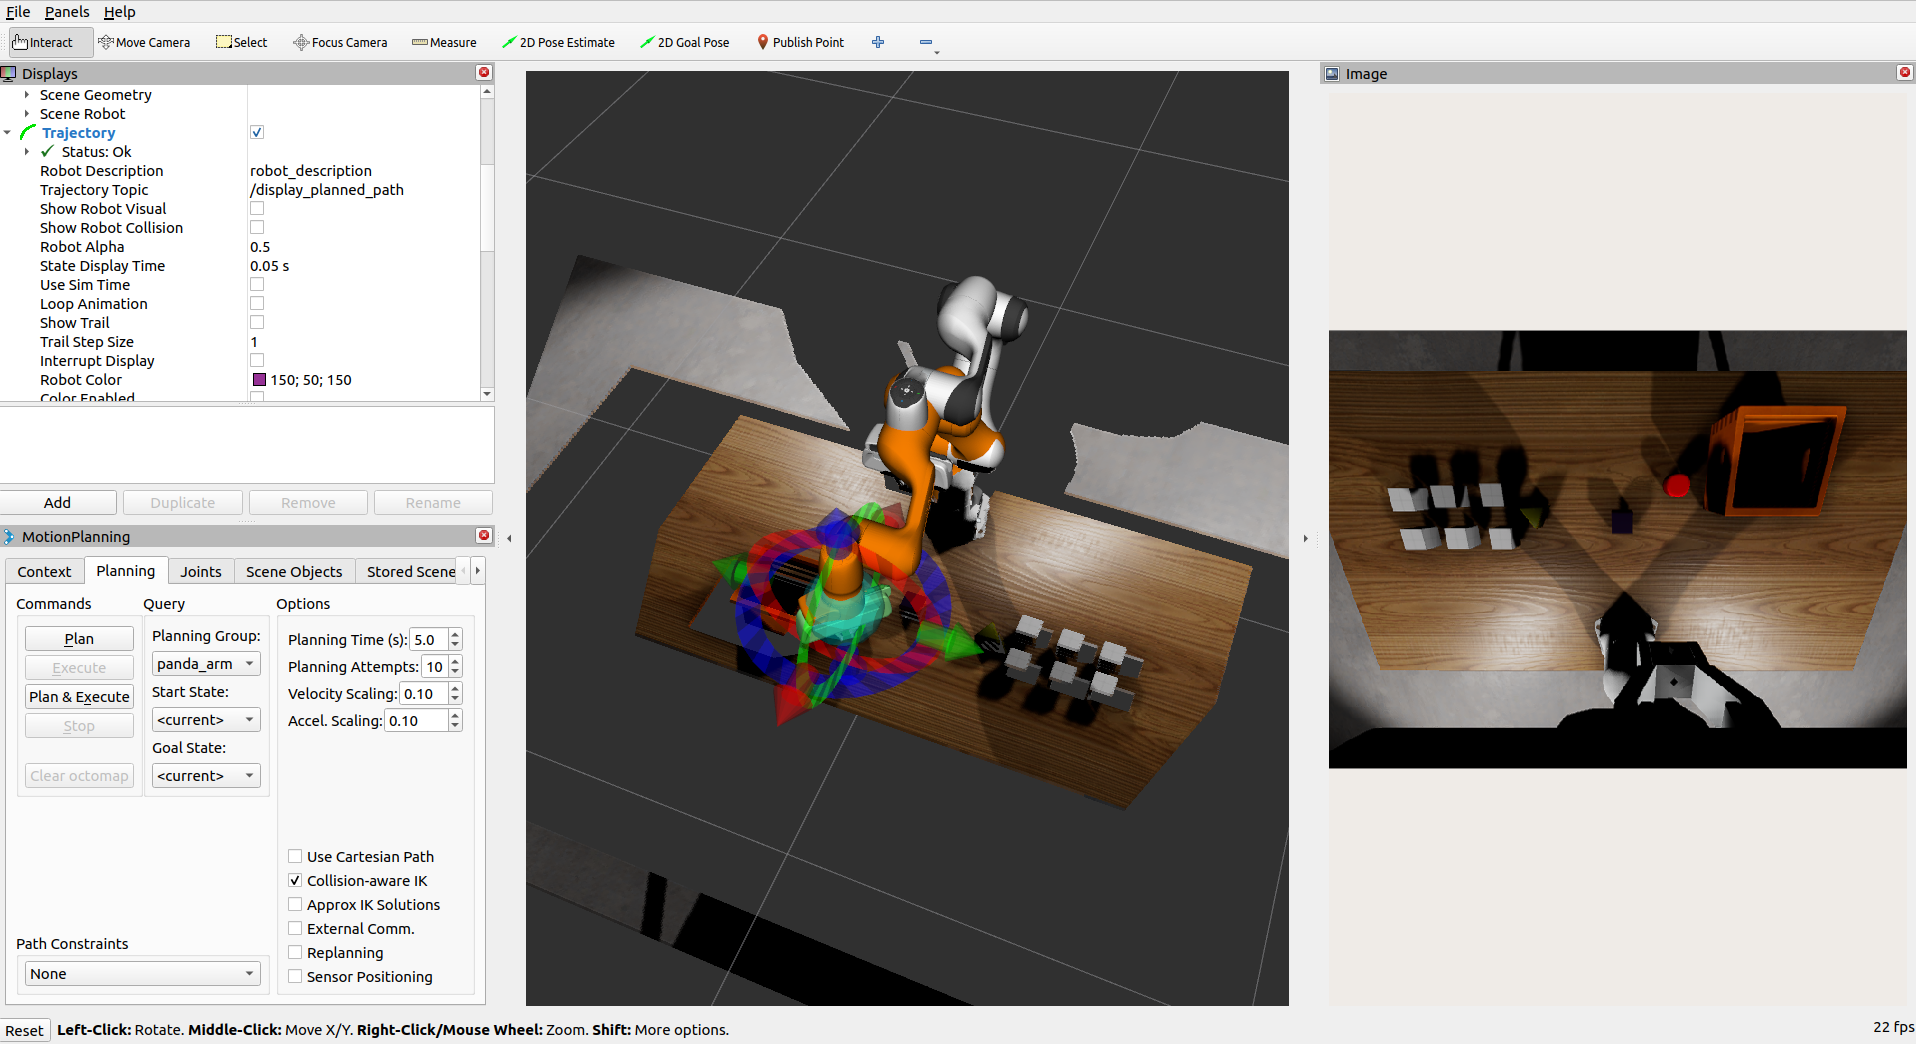 File Panels Help
Interact Move Camera Select Focus Camera Measure 2D Pose Estimate 2D Goal Pose Publish Point
Displays
Scene Geometry
Scene Robot
Trajectory
Status: Ok
Robot Description robot_description
Trajectory Topic /display_planned_path
Show Robot Visual
Show Robot Collision
Robot Alpha 0.5
State Display Time 0.05 s
Use Sim Time
Loop Animation
Show Trail
Trail Step Size 1
Interrupt Display
Robot Color 150; 50; 150
Color Enabled
Add Duplicate Remove Rename
MotionPlanning
Context Planning Joints Scene Objects Stored Scene
Commands Query Options
Plan
Execute
Plan & Execute
Stop
Clear octomap
Planning Group:
panda_arm
Start State:
<current>
Goal State:
<current>
Planning Time (s): 5.0
Planning Attempts: 10
Velocity Scaling: 0.10
Accel. Scaling: 0.10
Use Cartesian Path
Collision-aware IK
Approx IK Solutions
External Comm.
Replanning
Sensor Positioning
Path Constraints
None
Image
Reset Left-Click: Rotate. Middle-Click: Move X/Y. Right-Click/Mouse Wheel: Zoom. Shift: More options. 22 fps